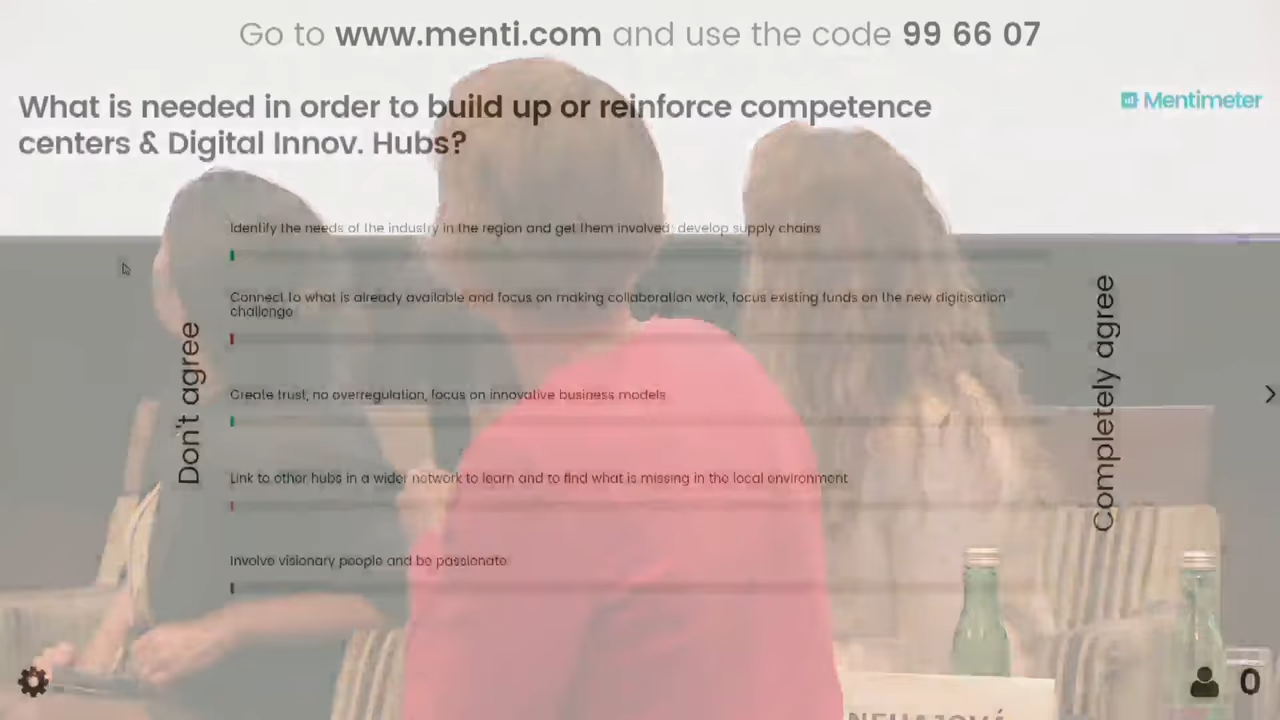 Go to www.menti.com and use the code 99 66 07
What is needed in order to build up or reinforce competence
centers & Digital Innov. Hubs?
Mentimeter
Identify the needs of the industry in the region and get them involved; develop supply chains
Connect to what is already available and focus on making collaboration work, focus existing funds on the new digitisation
challenge
Don't agree
Completely agree
Create trust, no overregulation, focus on innovative business models
Link to other hubs in a wider network to learn and to find what is missing in the local environment
Involve visionary people and be passionate
0
NEHAJOVÁ